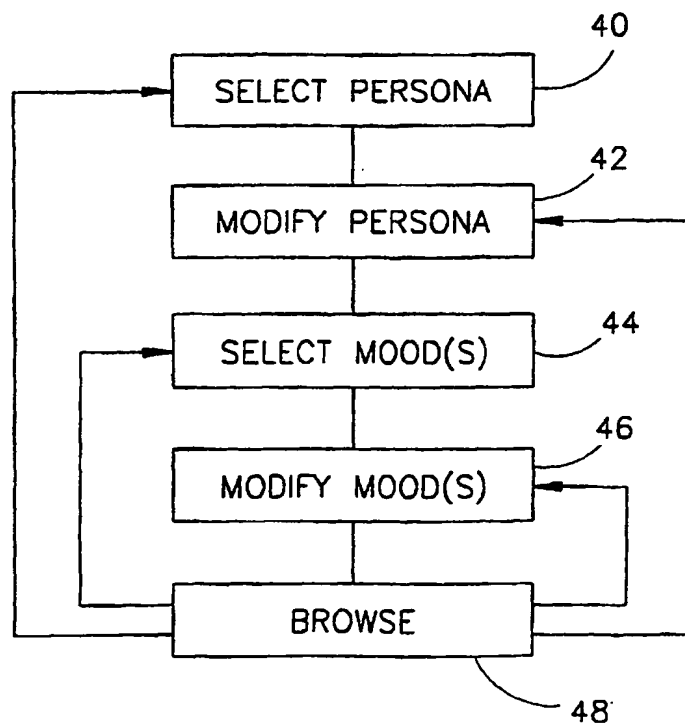 40
SELECT PERSONA
42
MODIFY PERSONA
44
SELECT MOOD(S)
46
MODIFY MOOD(S)
BROWSE
48